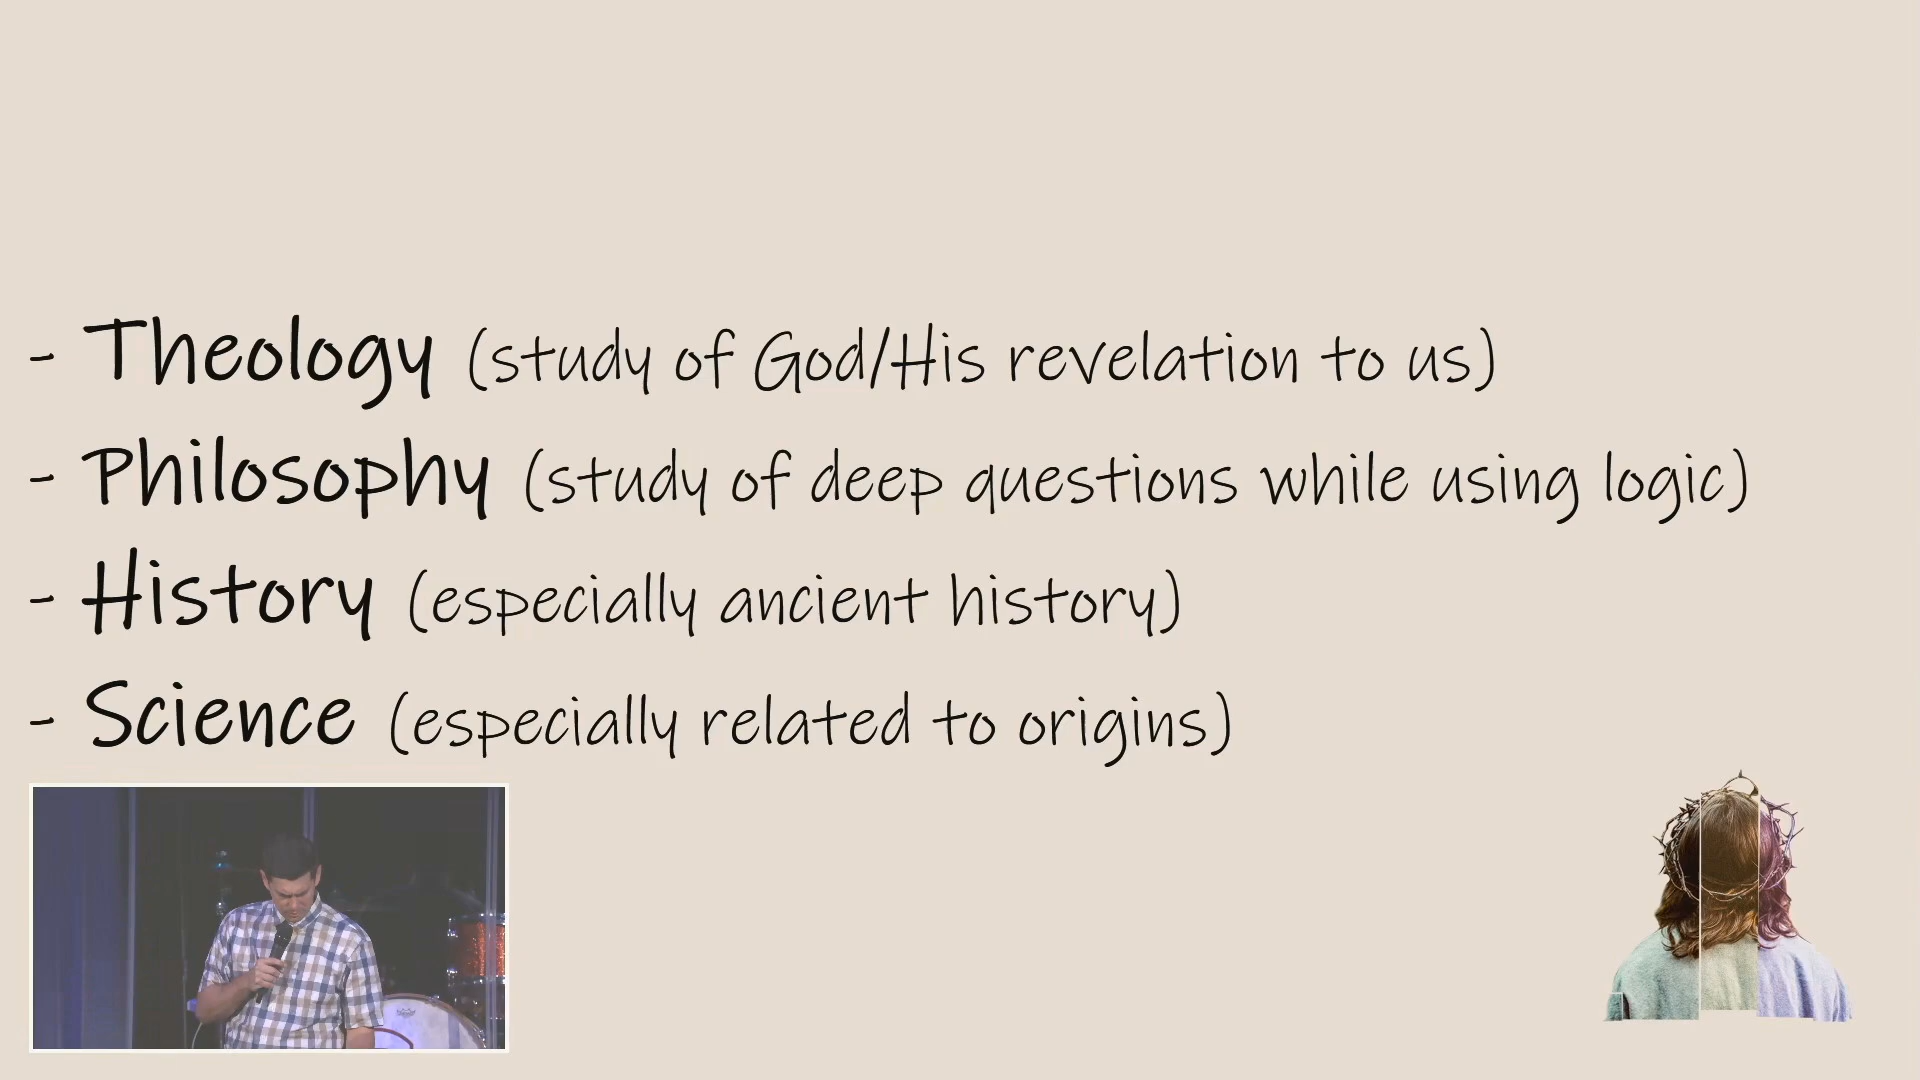 - Theology (study of God/His revelation to us)
- Philosophy (study of deep questions while using logic)
- History (especially ancient history)
- Science (especially related to origins)